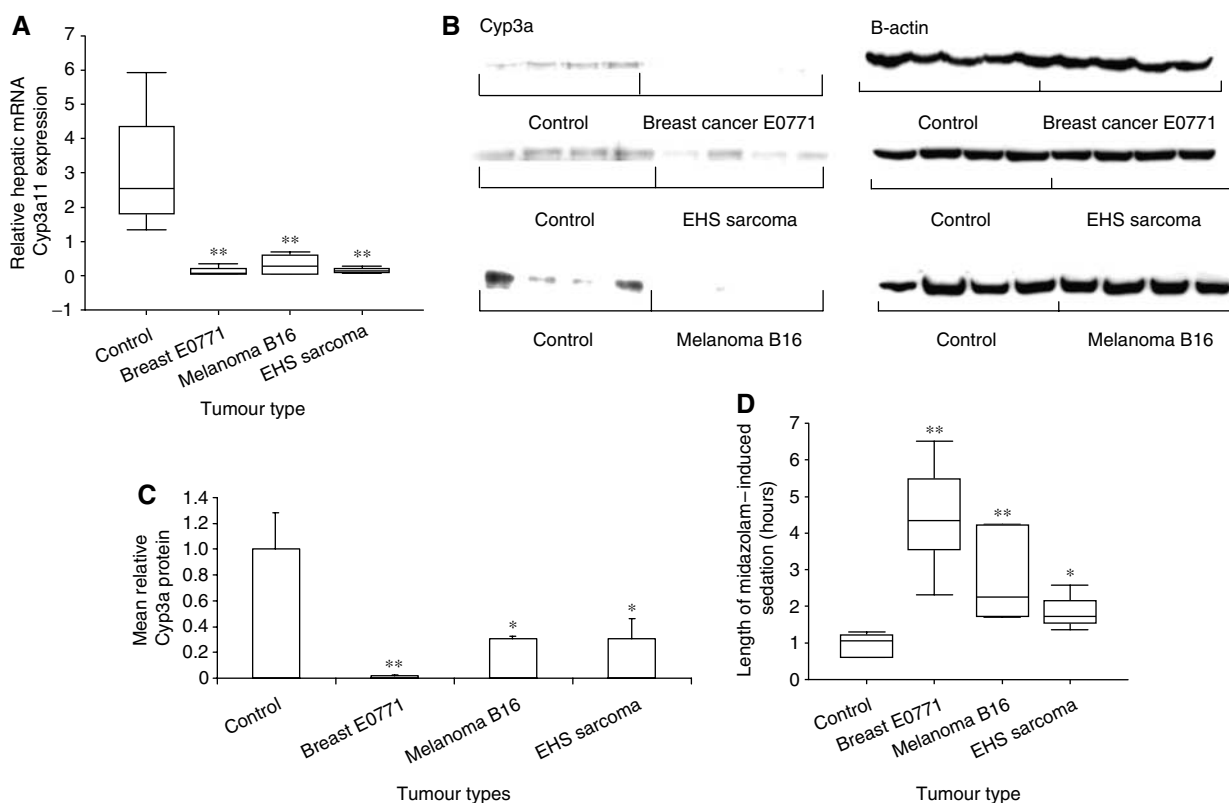 A
Relative hepatic mRNA
Cyp3a11 expression
7
6
5
4
3
2
1
0
−1
**
**
**
Control
Breast E0771
Melanoma B16
EHS sarcoma
Tumour type
B
Cyp3a
B-actin
Control
Breast cancer E0771
Control
Breast cancer E0771
Control
EHS sarcoma
Control
EHS sarcoma
Control
Melanoma B16
Control
Melanoma B16
C
Mean relative
Cyp3a protein
1.4
1.2
1.0
0.8
0.6
0.4
0.2
0
**
*
*
Control
Breast E0771
Melanoma B16
EHS sarcoma
Tumour types
D
Length of midazolam–induced
sedation (hours)
7
6
5
4
3
2
1
0
**
**
*
Control
Breast E0771
Melanoma B16
EHS sarcoma
Tumour type